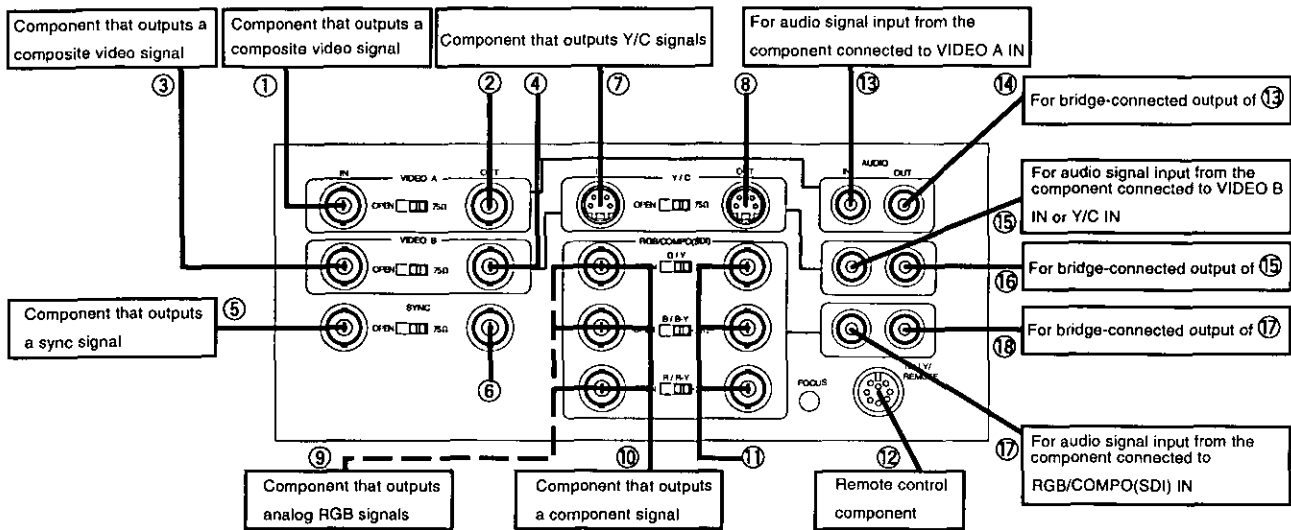 Component that outputs a
composite video signal
Component that outputs a
composite video signal
Component that outputs Y/C signals
For audio signal input from the
component connected to VIDEO A IN
③
①
②
④
⑦
⑧
⑬
⑭
For bridge-connected output of ⑬
IN
VIDEO A
OUT
Y/C
AUDIO
IN
OUT
OPEN
75Ω
OPEN
75Ω
For audio signal input from the
component connected to VIDEO B
IN or Y/C IN
⑮
VIDEO B
OPEN
75Ω
RGB/COMPO(SDI)
G/Y
For bridge-connected output of ⑮
⑯
Component that outputs
a sync signal
⑤
SYNC
OPEN
75Ω
B/B-Y
For bridge-connected output of ⑰
⑱
⑥
R/R-Y
FOCUS
REMOTE
⑨
⑩
⑪
⑫
⑰
For audio signal input from the
component connected to
RGB/COMPO(SDI) IN
Component that outputs
analog RGB signals
Component that outputs
a component signal
Remote control
component